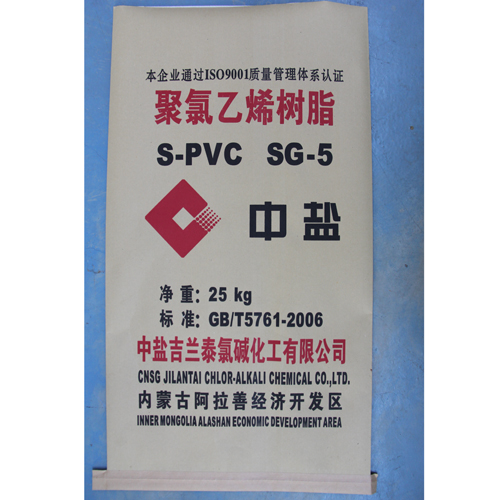 本企业通过ISO9001质量管理体系认证
聚氯乙烯树脂
S-PVC SG-5
中盐
净重：25 kg
标准：GB/T5761-2006
中盐吉兰泰氯碱化工有限公司
CNSG JILANTAI CHLOR-ALKALI CHEMICAL CO.,LTD.
内蒙古阿拉善经济开发区
INNER MONGOLIA ALASHAN ECONOMIC DEVELOPMENT AREA